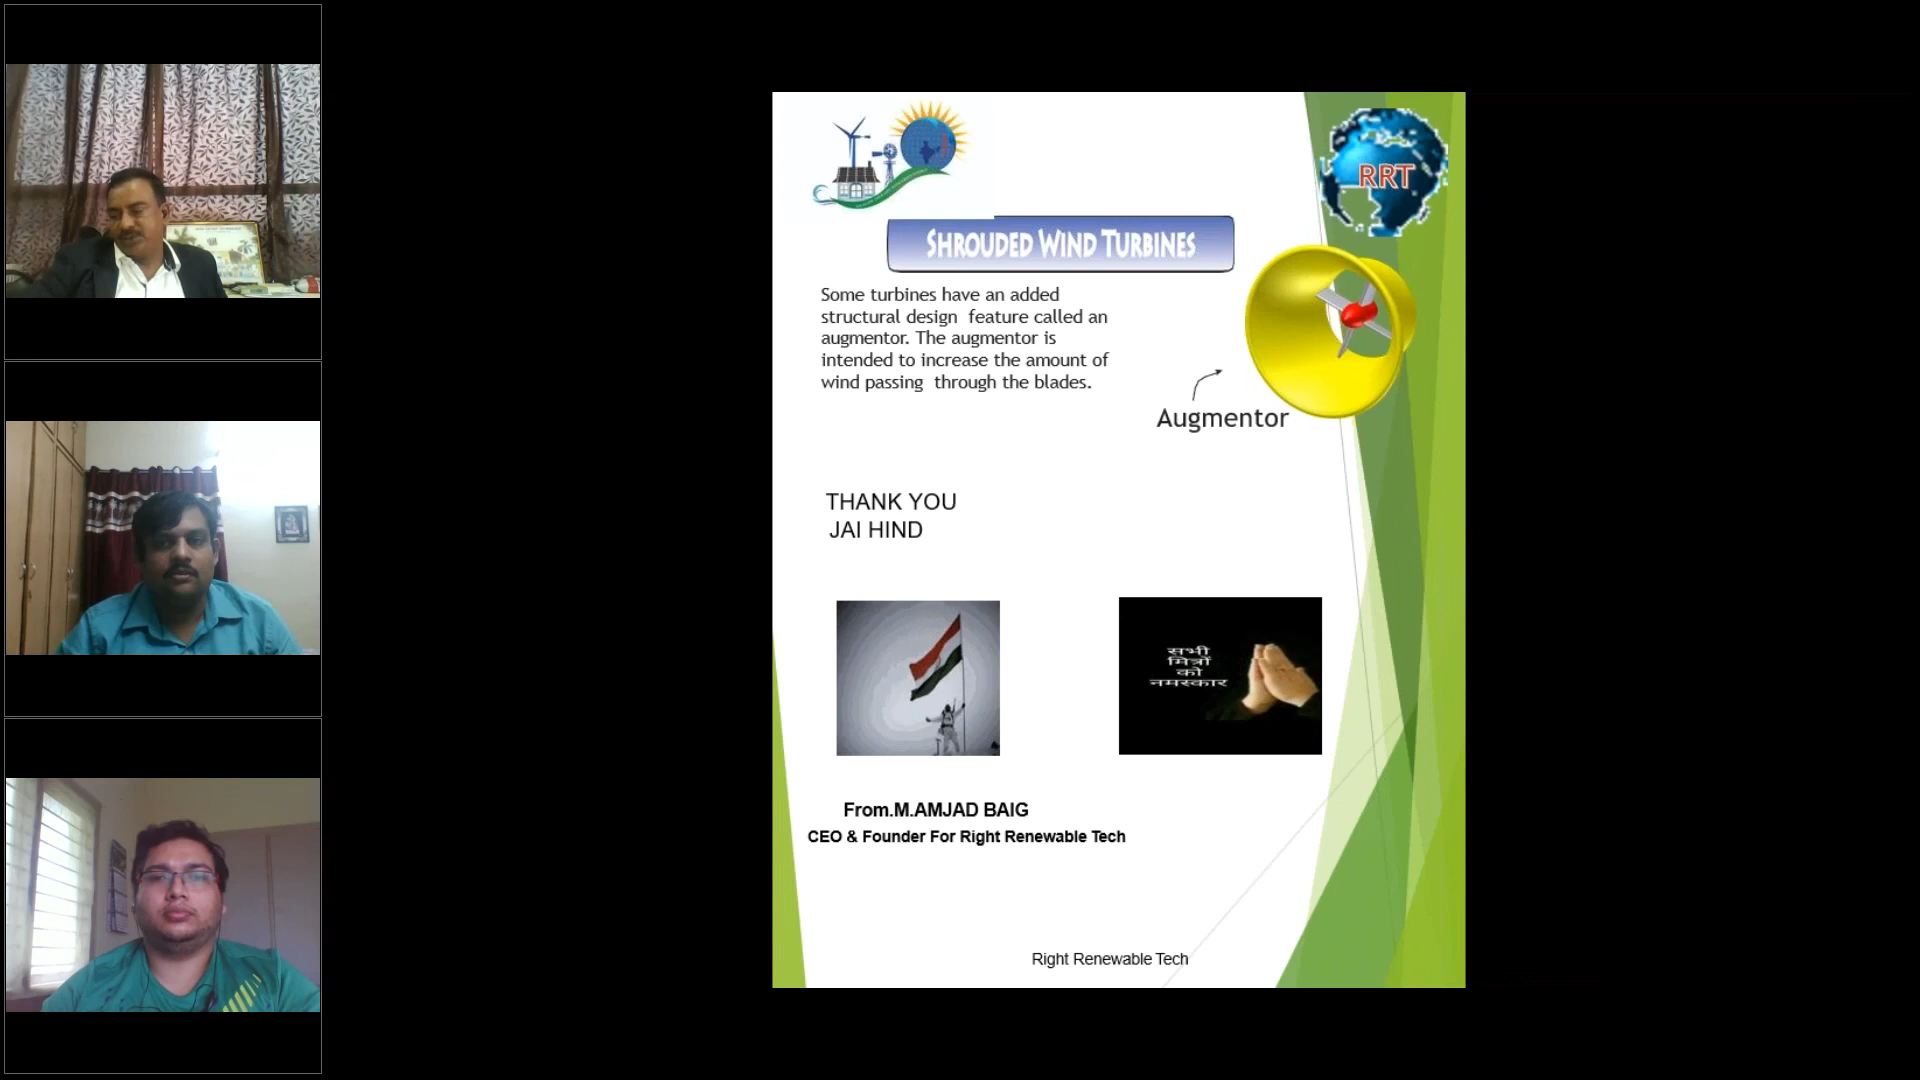 RRT
SHROUDED WIND TURBINES
Some turbines have an added
structural design feature called an
augmentor. The augmentor is
intended to increase the amount of
wind passing through the blades.
Augmentor
THANK YOU
JAI HIND
सभी
मित्रों
को
नमस्कार
From.M.AMJAD BAIG
CEO & Founder For Right Renewable Tech
Right Renewable Tech